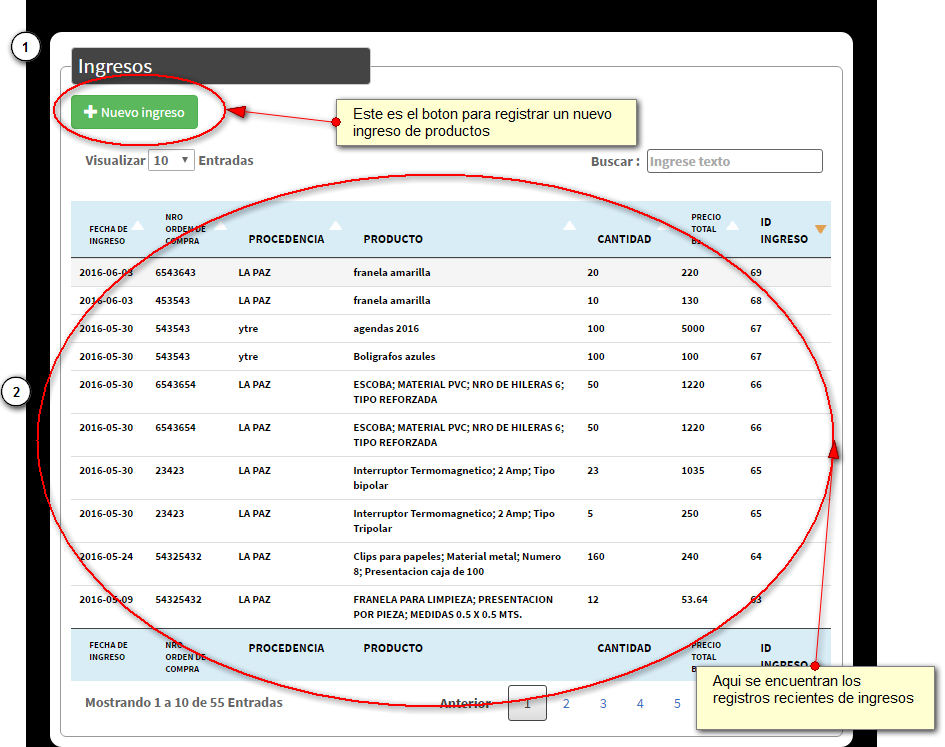 1
Ingresos
Nuevo ingreso
Este es el boton para registrar un nuevo
ingreso de productos
Visualizar 10 Entradas
Buscar : Ingrese texto
FECHA DE INGRESO NRO ORDEN DE COMPRA PROCEDENCIA PRODUCTO CANTIDAD PRECIO TOTAL ID INGRESO
2016-06-03 6543643 LA PAZ franela amarilla 20 220 69
2016-06-03 453543 LA PAZ franela amarilla 10 130 68
2016-05-30 543543 ytre agendas 2016 100 5000 67
2016-05-30 543543 ytre Boligrafos azules 100 100 67
2
2016-05-30 6543654 LA PAZ ESCOBA; MATERIAL PVC; NRO DE HILERAS 6; 50 1220 66
TIPO REFORZADA
2016-05-30 6543654 LA PAZ ESCOBA; MATERIAL PVC; NRO DE HILERAS 6; 50 1220 66
TIPO REFORZADA
2016-05-30 23423 LA PAZ Interruptor Termomagnetico; 2 Amp; Tipo 23 1035 65
bipolar
2016-05-30 23423 LA PAZ Interruptor Termomagnetico; 2 Amp; Tipo 5 250 65
Tripolar
2016-05-24 54325432 LA PAZ Clips para papeles; Material metal; Numero 160 240 64
8; Presentacion caja de 100
2016-05-09 54325432 LA PAZ FRANELA PARA LIMPIEZA; PRESENTACION 12 53.64 63
POR PIEZA; MEDIDAS 0.5 X 0.5 MTS.
FECHA DE INGRESO NRO ORDEN DE COMPRA PROCEDENCIA PRODUCTO CANTIDAD PRECIO TOTAL ID INGRESO
Mostrando 1 a 10 de 55 Entradas
Anterior 1 2 3 4 5
Aqui se encuentran los
registros recientes de ingresos